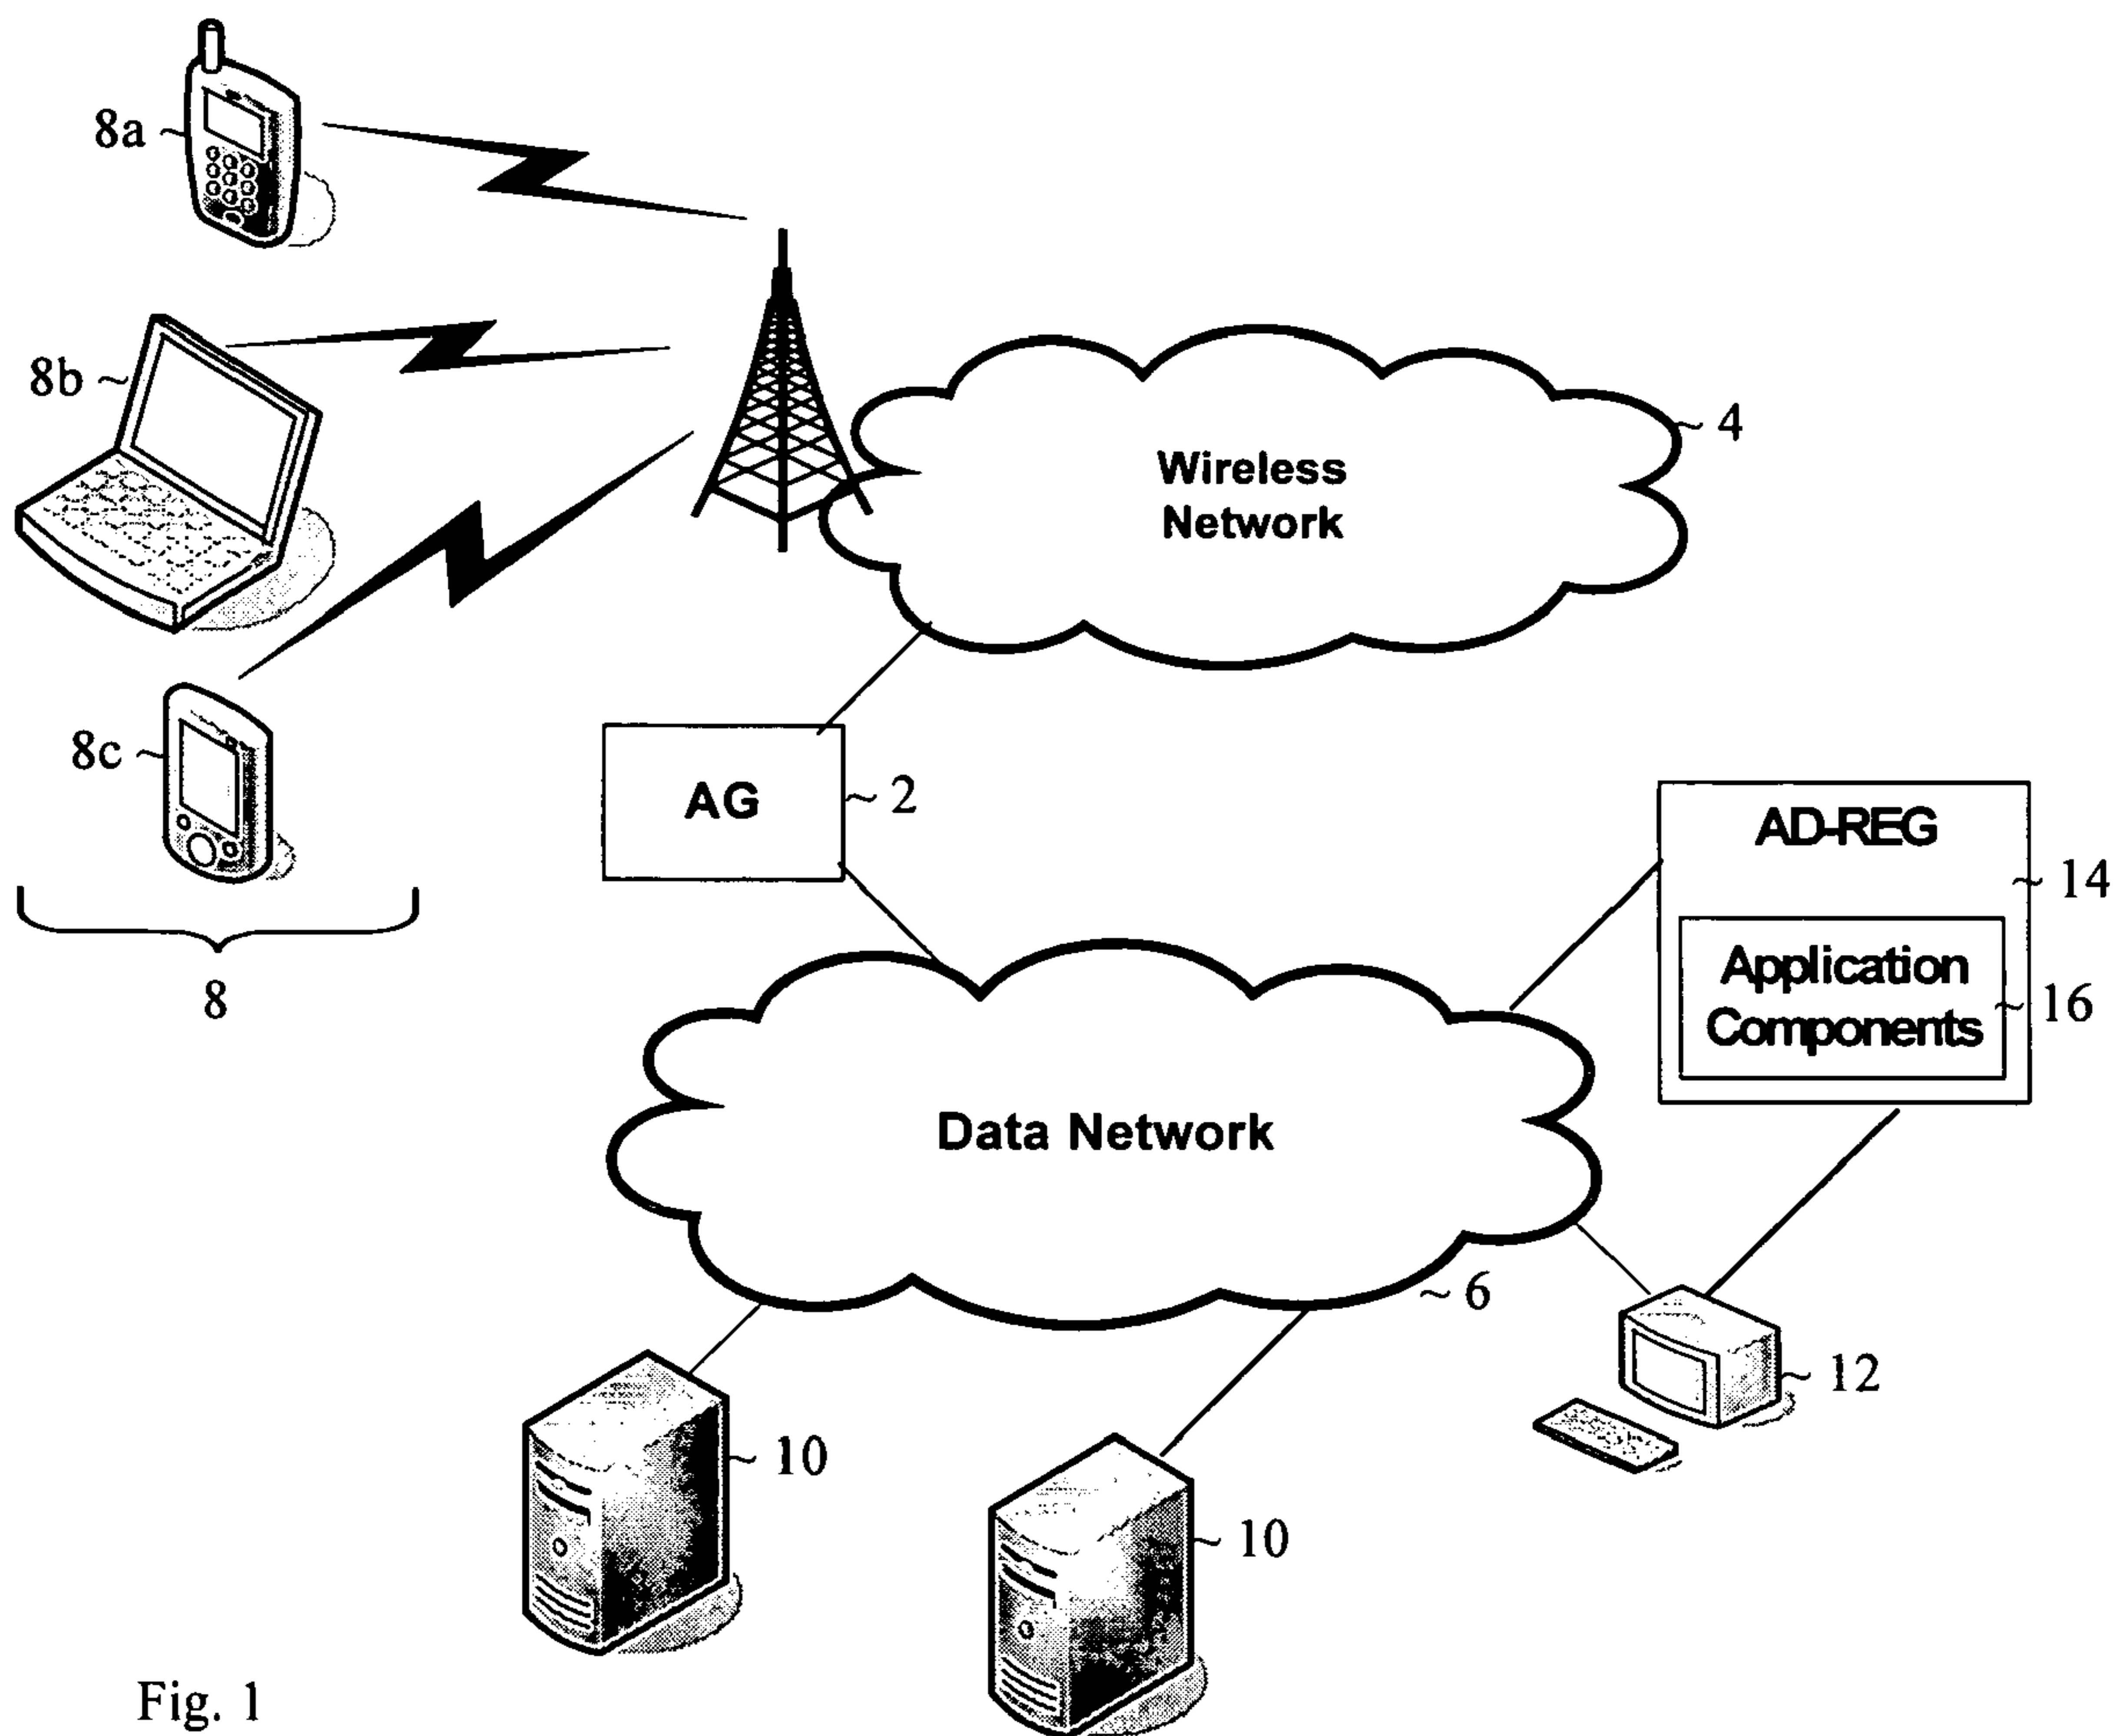 8a
8b
8c
8
4
Wireless
Network
AG
2
AD-REG
14
Application
Components
16
Data Network
6
12
10
10
Fig. 1